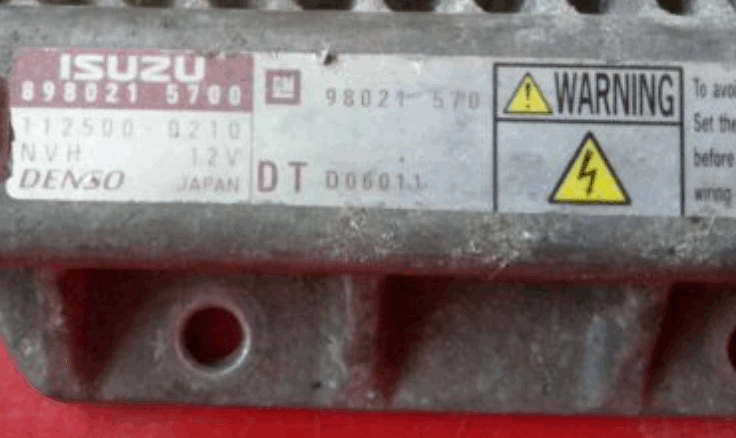 ISUZU
898021 5700
112500-0210
NVH 12V
DENSO JAPAN
GM 98021 570
DT D06011
WARNING
To avoi
Set the
before
wiring